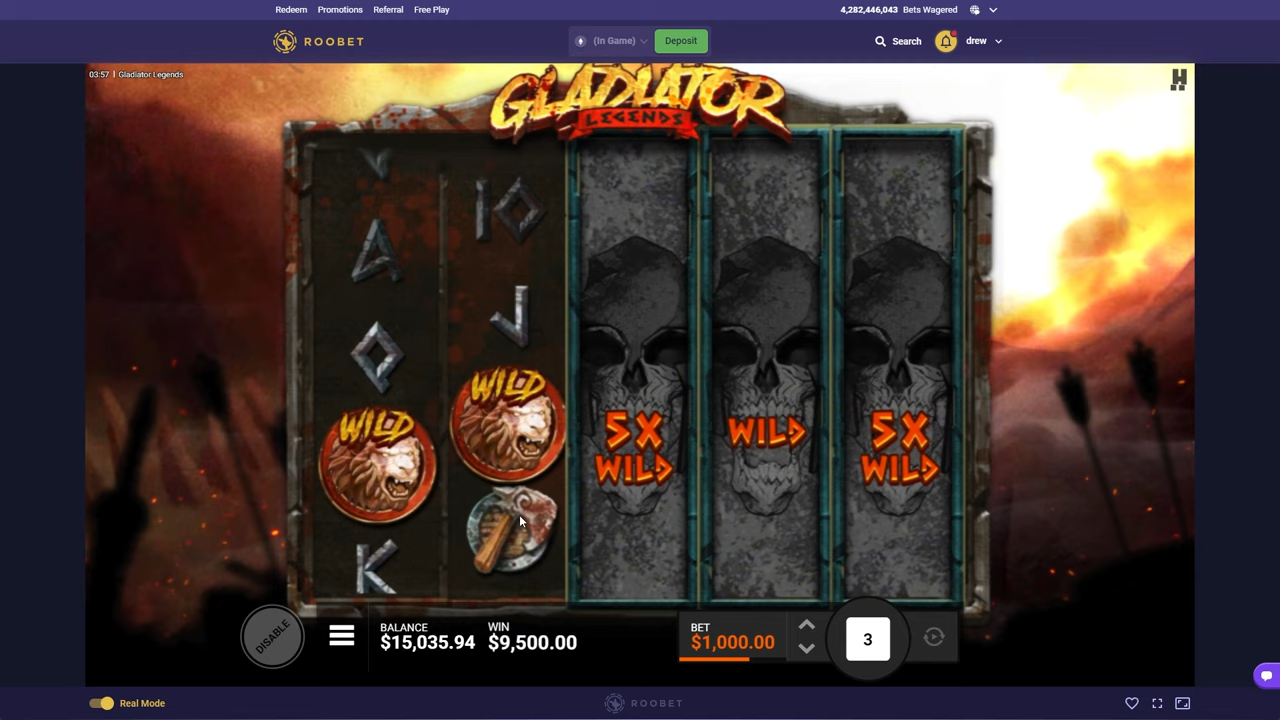 Redeem Promotions Referral Free Play 4,282,446,043 Bets Wagered
ROOBET (In Game) Deposit Search drew
03:57 | Gladiator Legends
GLADIATOR
LEGENDS
A 10
J
Q
WILD WILD 5X WILD 5X
WILD WILD
K
DISABLE
BALANCE WIN BET
$15,035.94 $9,500.00 $1,000.00 3
Real Mode ROOBET